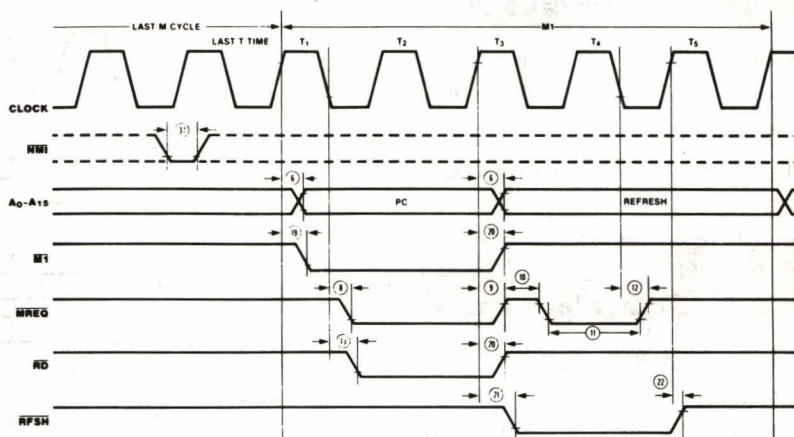 LAST M CYCLE M1
LAST T TIME T1 T2 T3 T4 T5
CLOCK
NMI
A0-A15 6 PC 6 REFRESH
M1 19 20
MREQ 8 9 10 11 12
RD 20
RFSH 21 22